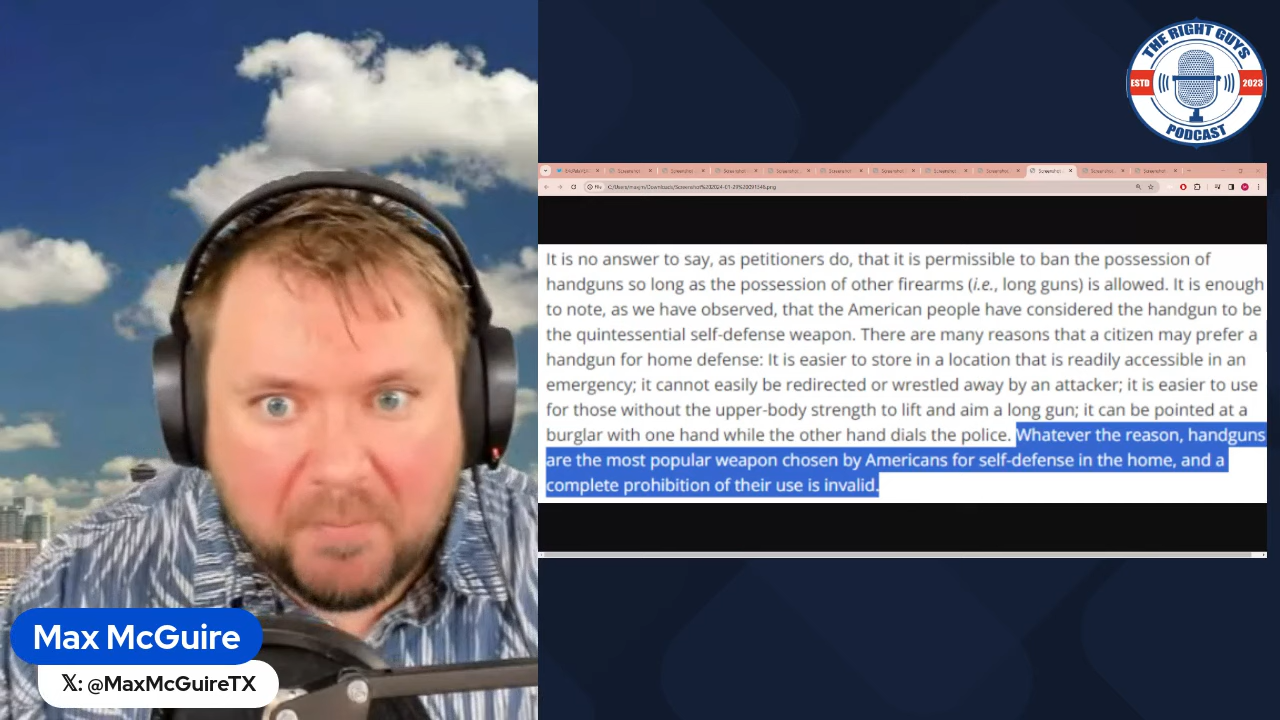 THE RIGHT GUYS
ESTD
2023
PODCAST
It is no answer to say, as petitioners do, that it is permissible to ban the possession of
handguns so long as the possession of other firearms (i.e., long guns) is allowed. It is enough
to note, as we have observed, that the American people have considered the handgun to be
the quintessential self-defense weapon. There are many reasons that a citizen may prefer a
handgun for home defense: It is easier to store in a location that is readily accessible in an
emergency; it cannot easily be redirected or wrestled away by an attacker; it is easier to use
for those without the upper-body strength to lift and aim a long gun; it can be pointed at a
burglar with one hand while the other hand dials the police. Whatever the reason, handguns
are the most popular weapon chosen by Americans for self-defense in the home, and a
complete prohibition of their use is invalid.
Max McGuire
𝕏: @MaxMcGuireTX